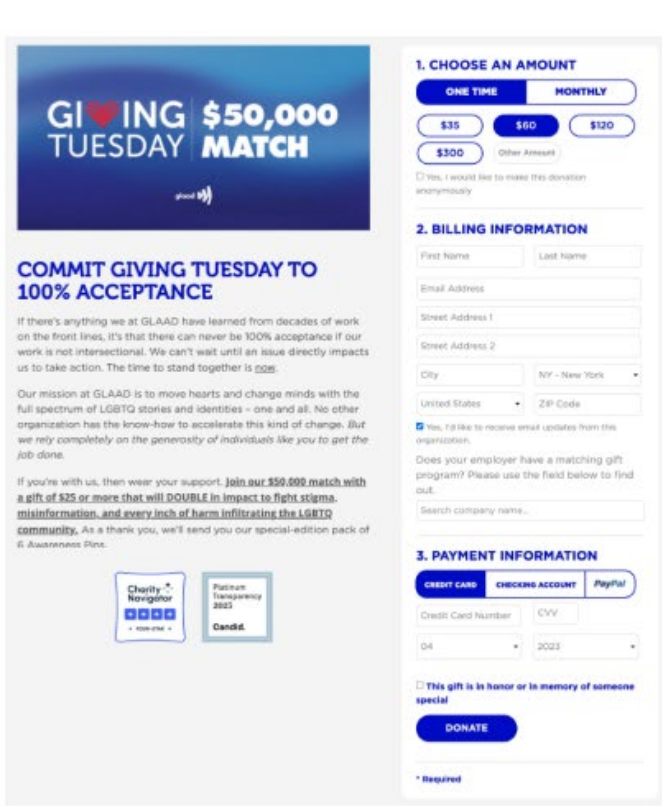 GIVING
TUESDAY
$50,000
MATCH
glaad
COMMIT GIVING TUESDAY TO
100% ACCEPTANCE
If there's anything we at GLAAD have learned from decades of work
on the front lines, it's that there can never be 100% acceptance if our
work is not intersectional. We can't wait until an issue directly impacts
us to take action. The time to stand together is now.
Our mission at GLAAD is to move hearts and change minds with the
full spectrum of LGBTQ stories and identities – one and all. No other
organization has the know-how to accelerate this kind of change. But
we rely completely on the generosity of individuals like you to get the
job done.
If you're with us, then wear your support. Join our $50,000 match with
a gift of $25 or more that will DOUBLE in impact to fight stigma,
misinformation, and every inch of harm infiltrating the LGBTQ
community. As a thank you, we'll send you our special-edition pack of
6 Awareness Pins.
Charity
Navigator
FOUR-STAR
Platinum
Transparency
2023
Candid.
1. CHOOSE AN AMOUNT
ONE TIME MONTHLY
$35 $60 $120
$300 Other Amount
Yes, I would like to make this donation
anonymously
2. BILLING INFORMATION
First Name Last Name
Email Address
Street Address 1
Street Address 2
City NY - New York
United States ZIP Code
Yes, I'd like to receive email updates from this
organization.
Does your employer have a matching gift
program? Please use the field below to find
out.
Search company name...
3. PAYMENT INFORMATION
CREDIT CARD CHECKING ACCOUNT PayPal
Credit Card Number CVV
04 2023
This gift is in honor or in memory of someone
special
DONATE
* Required